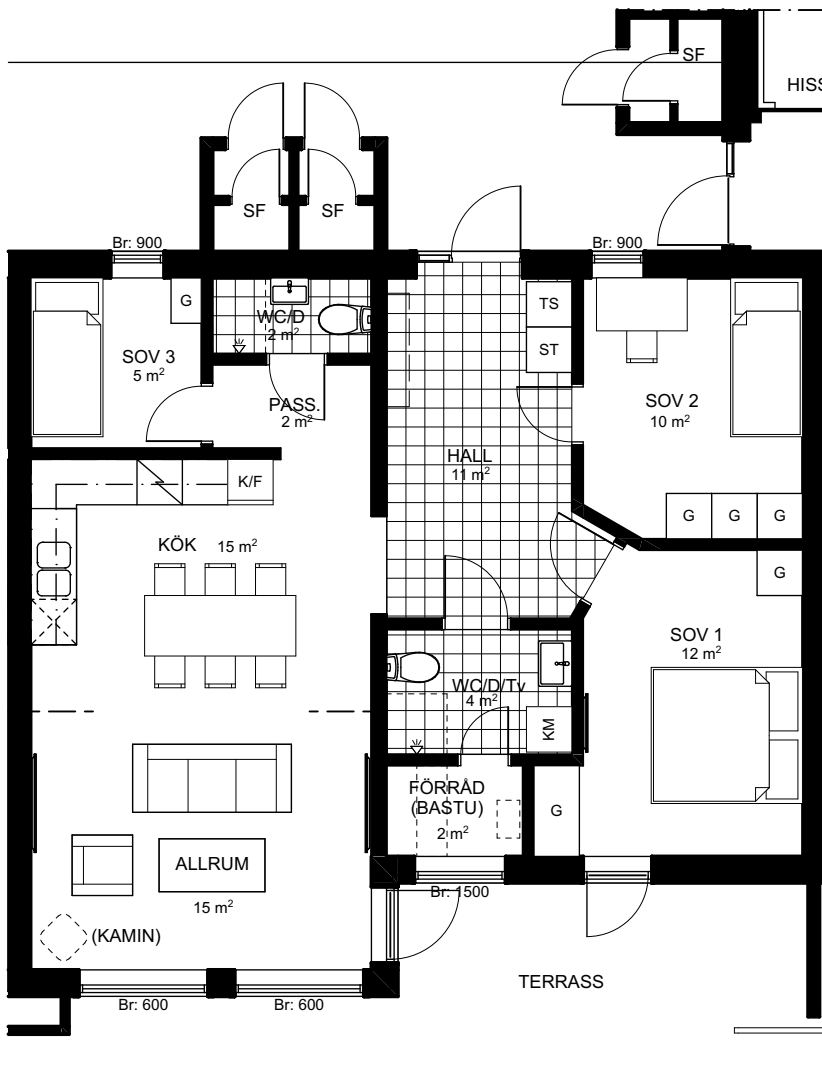 SF
HISS
SF
SF
Br: 900
Br: 900
G
WC/D
2 m²
TS
ST
SOV 3
5 m²
PASS.
2 m²
SOV 2
10 m²
HALL
11 m²
K/F
G
G
G
KÖK 15 m²
G
SOV 1
12 m²
WC/D/Tv
4 m²
KM
FÖRRÅD
(BASTU)
2 m²
G
ALLRUM
15 m²
Br: 1500
(KAMIN)
TERRASS
Br: 600
Br: 600